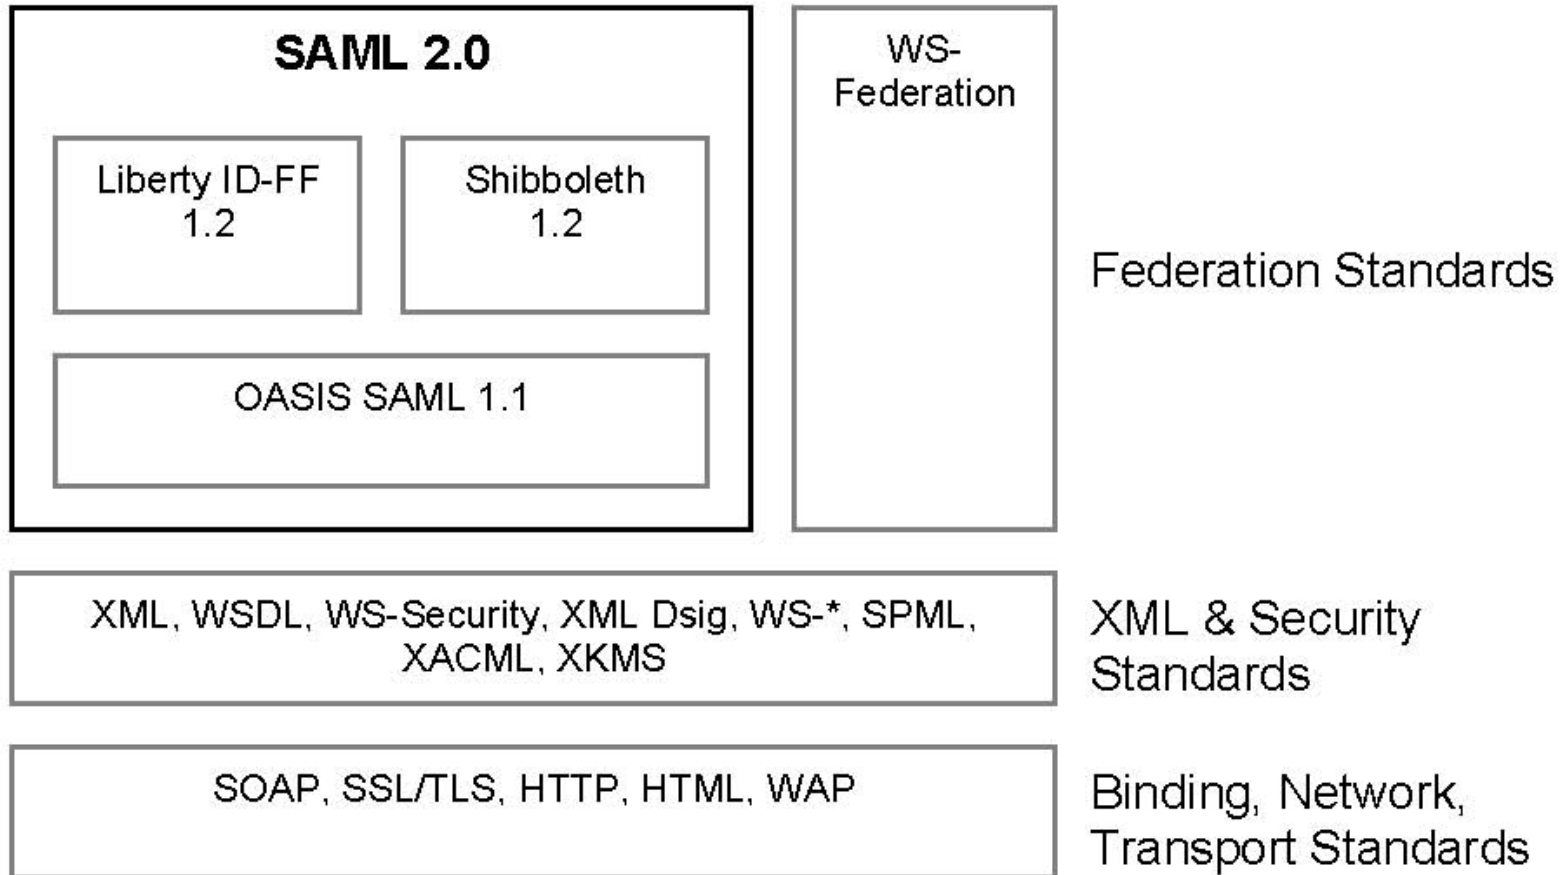 SAML 2.0
Liberty ID-FF
1.2
Shibboleth
1.2
OASIS SAML 1.1
WS-
Federation
Federation Standards
XML, WSDL, WS-Security, XML Dsig, WS-*, SPML,
XACML, XKMS
XML & Security
Standards
SOAP, SSL/TLS, HTTP, HTML, WAP
Binding, Network,
Transport Standards